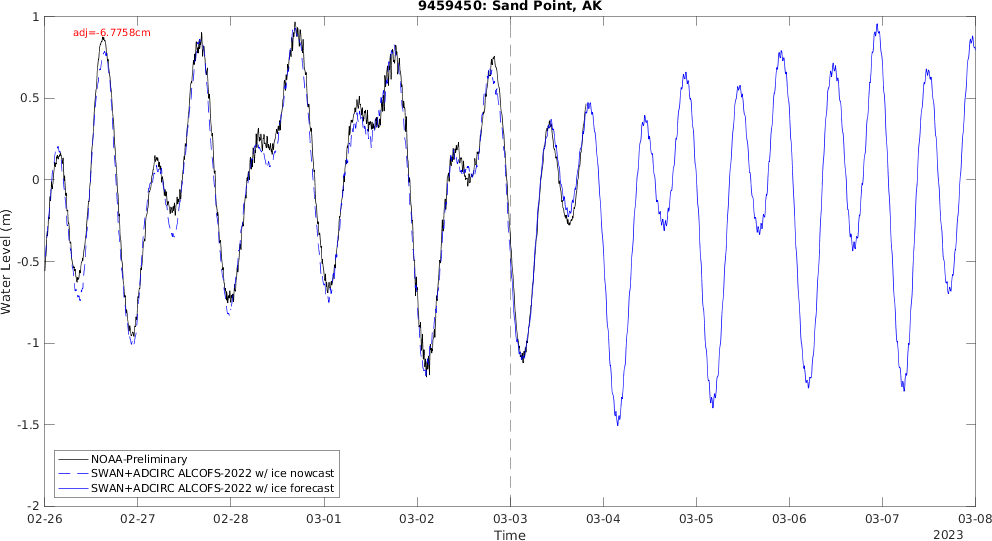 9459450: Sand Point, AK
adj=-6.7758cm
1
0.5
0
-0.5
-1
-1.5
-2
Water Level (m)
NOAA-Preliminary
SWAN+ADCIRC ALCOFS-2022 w/ ice nowcast
SWAN+ADCIRC ALCOFS-2022 w/ ice forecast
02-26 02-27 02-28 03-01 03-02 03-03 03-04 03-05 03-06 03-07 03-08
Time
2023